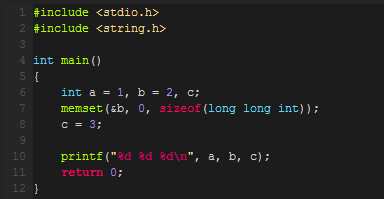 1 #include <stdio.h>
2 #include <string.h>
3
4 int main()
5 {
6 int a = 1, b = 2, c;
7 memset(&b, 0, sizeof(long long int));
8 c = 3;
9
10 printf("%d %d %d\n", a, b, c);
11 return 0;
12 }